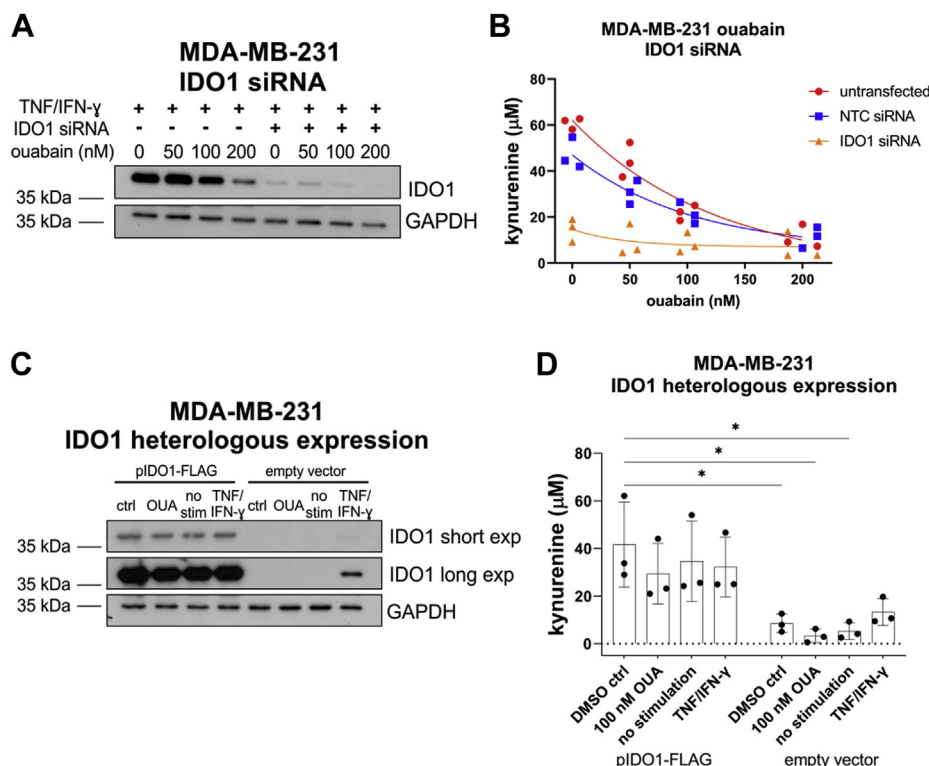 A
MDA-MB-231
IDO1 siRNA
TNF/IFN-ɣ + + + + + + + +
IDO1 siRNA - - - - + + + +
ouabain (nM) 0 50 100 200 0 50 100 200
IDO1
35 kDa
GAPDH
35 kDa
B
MDA-MB-231 ouabain
IDO1 siRNA
80
60
40
20
0
kynurenine (µM)
0 50 100 150 200
ouabain (nM)
untransfected
NTC siRNA
IDO1 siRNA
C
MDA-MB-231
IDO1 heterologous expression
pIDO1-FLAG empty vector
ctrl OUA no stim TNF/IFN-ɣ ctrl OUA no stim TNF/IFN-ɣ
IDO1 short exp
35 kDa
IDO1 long exp
35 kDa
35 kDa
GAPDH
D
MDA-MB-231
IDO1 heterologous expression
*
*
*
80
60
40
20
0
kynurenine (µM)
DMSO ctrl
100 nM OUA
no stimulation
TNF/IFN-ɣ
DMSO ctrl
100 nM OUA
no stimulation
TNF/IFN-ɣ
pIDO1-FLAG empty vector